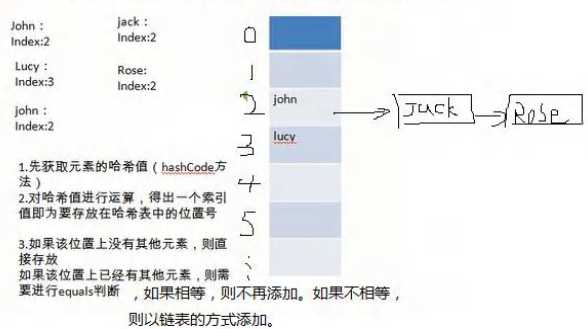 John：
Index:2
jack：
Index:2
Lucy：
Index:3
Rose:
Index:2
john：
Index:2
0
1
2
john
Jack
Rose
3
lucy
4
5
1.先获取元素的哈希值（hashCode方
法）
2.对哈希值进行运算，得出一个索引
值即为要存放在哈希表中的位置号
3.如果该位置上没有其他元素，则直
接存放
如果该位置上已经有其他元素，则需
要进行equals判断 ，如果相等，则不再添加。如果不相等，
则以链表的方式添加。